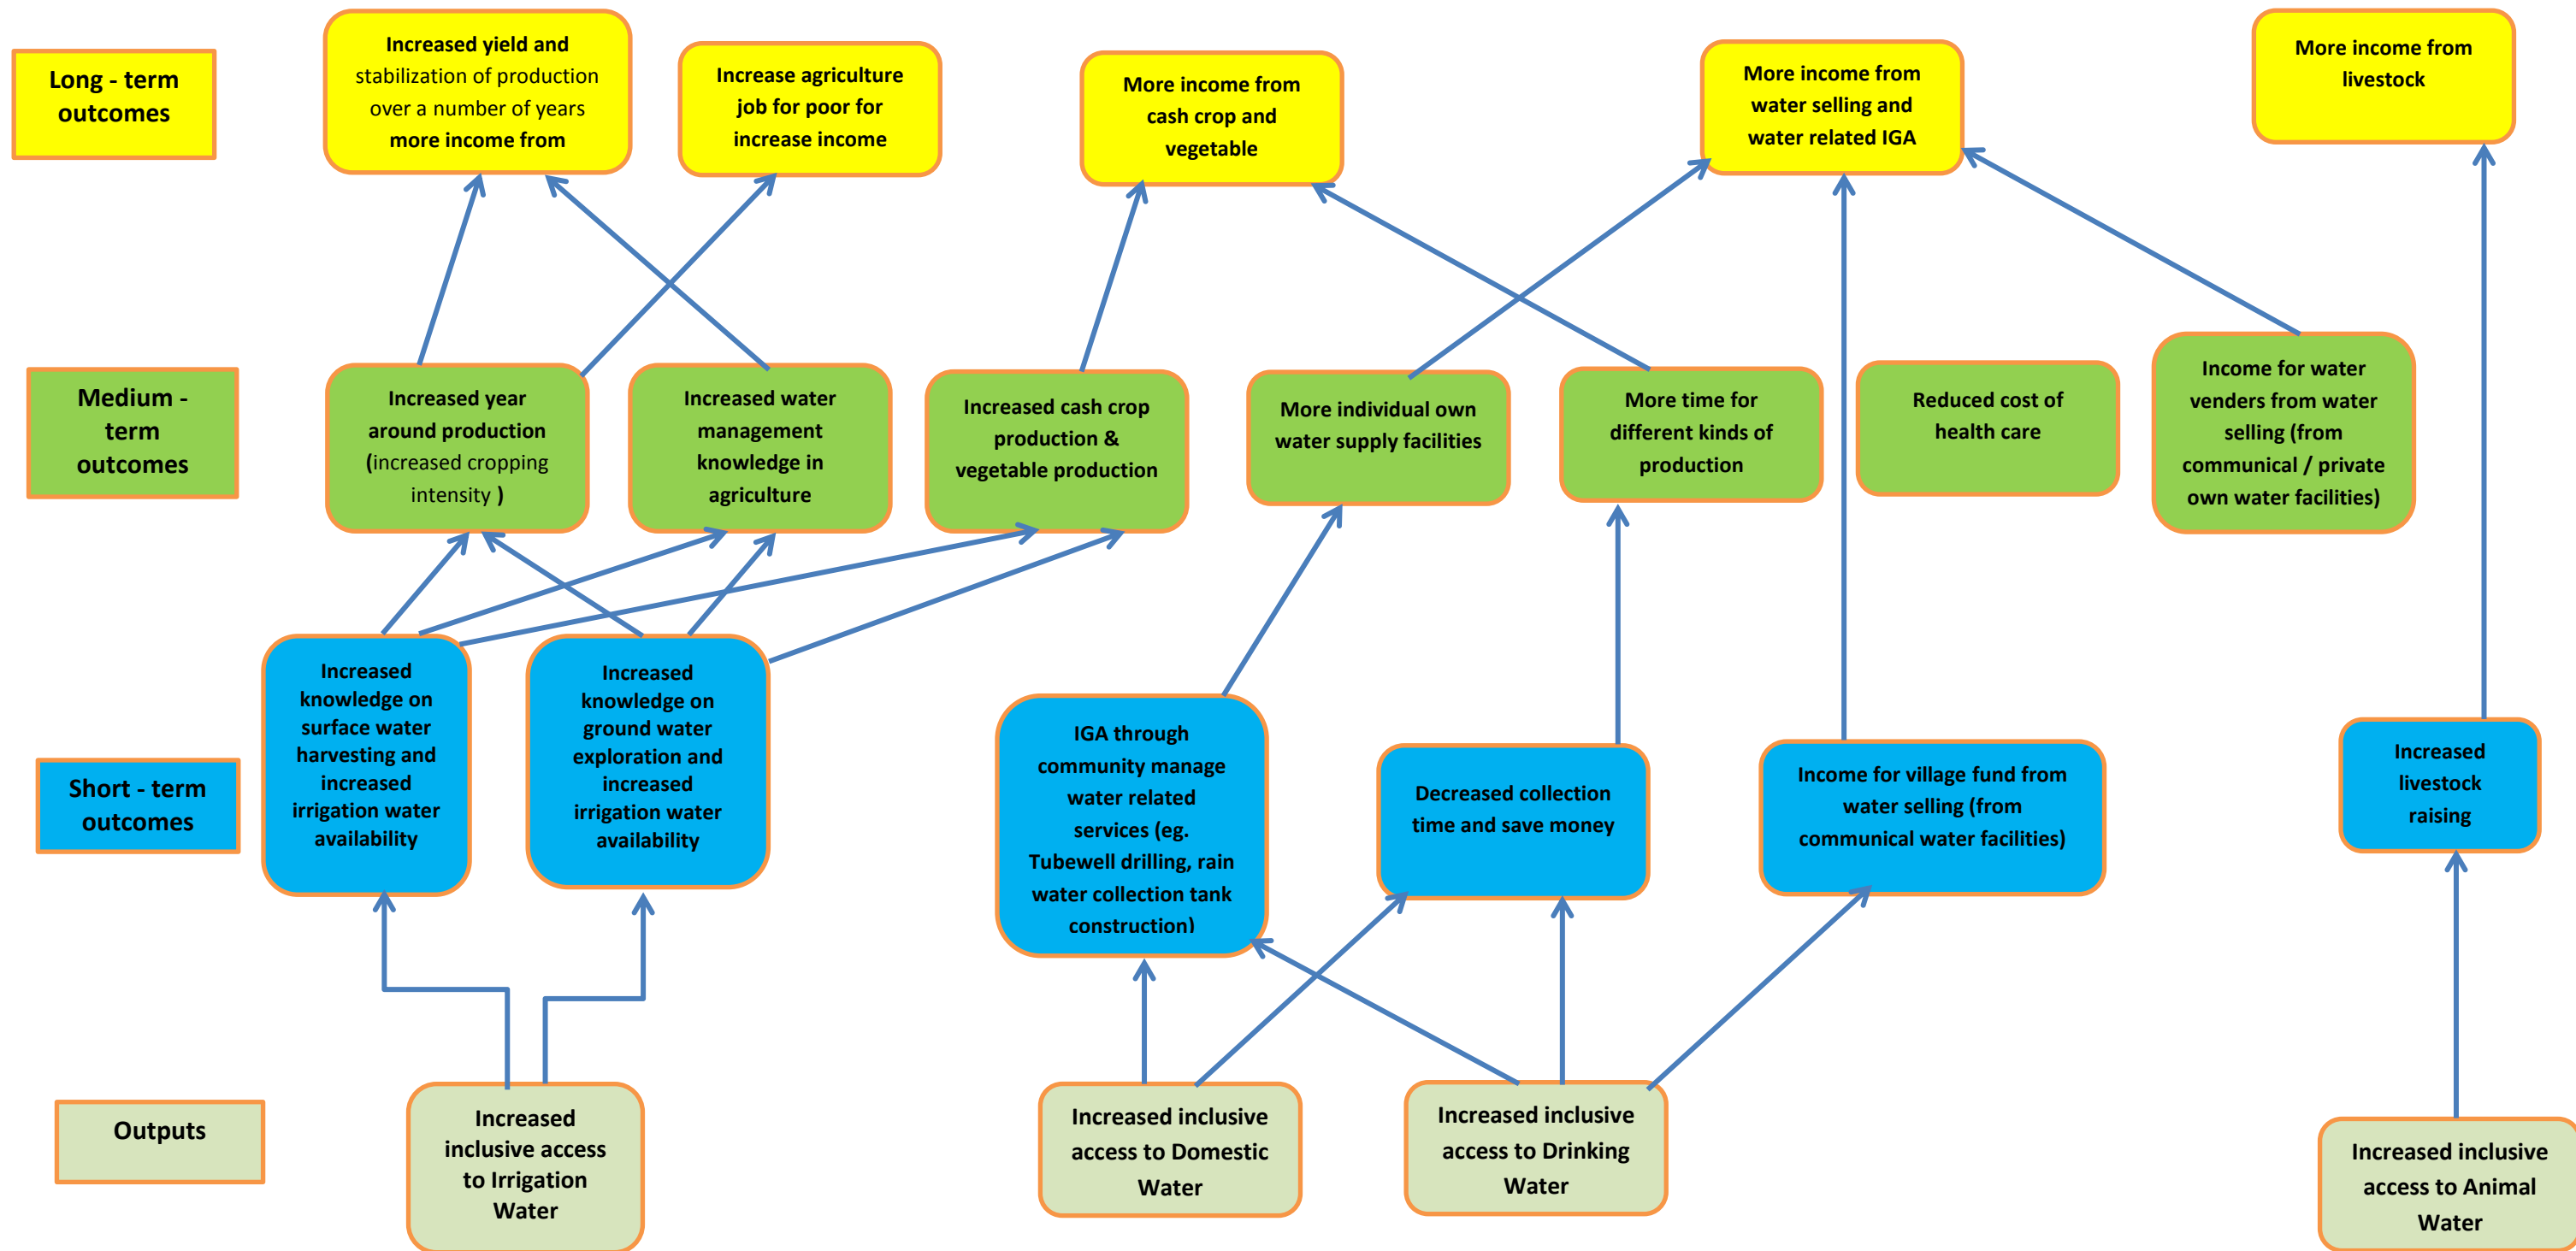 Long - term
outcomes
Increased yield and
stabilization of production
over a number of years
more income from
Increase agriculture
job for poor for
increase income
More income from
cash crop and
vegetable
More income from
water selling and
water related IGA
More income from
livestock
Medium -
term
outcomes
Increased year
around production
(increased cropping
intensity )
Increased water
management
knowledge in
agriculture
Increased cash crop
production &
vegetable production
More individual own
water supply facilities
More time for
different kinds of
production
Reduced cost of
health care
Income for water
venders from water
selling (from
communical / private
own water facilities)
Short - term
outcomes
Increased
knowledge on
surface water
harvesting and
increased
irrigation water
availability
Increased
knowledge on
ground water
exploration and
increased
irrigation water
availability
IGA through
community manage
water related
services (eg.
Tubewell drilling, rain
water collection tank
construction)
Decreased collection
time and save money
Income for village fund from
water selling (from
communical water facilities)
Increased
livestock
raising
Outputs
Increased
inclusive access
to Irrigation
Water
Increased inclusive
access to Domestic
Water
Increased inclusive
access to Drinking
Water
Increased inclusive
access to Animal
Water